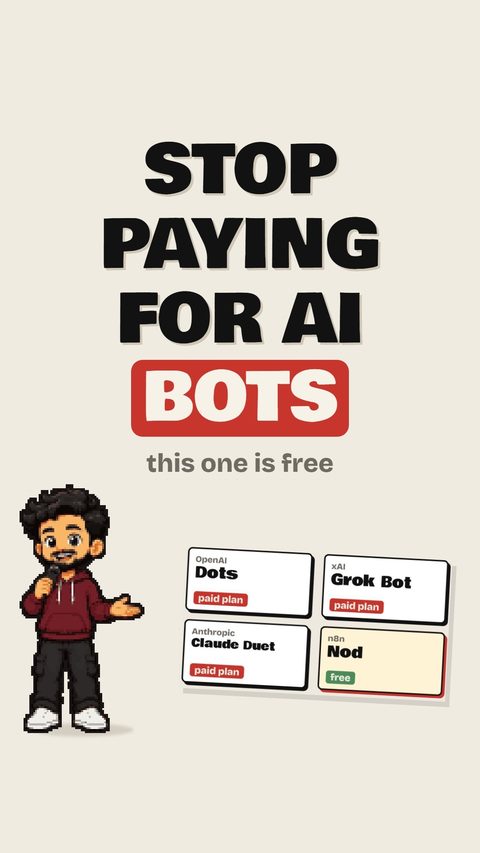 STOP
PAYING
FOR AI
BOTS
this one is free
OpenAI
Dots
paid plan
xAI
Grok Bot
paid plan
Anthropic
Claude Duet
paid plan
n8n
Nod
free